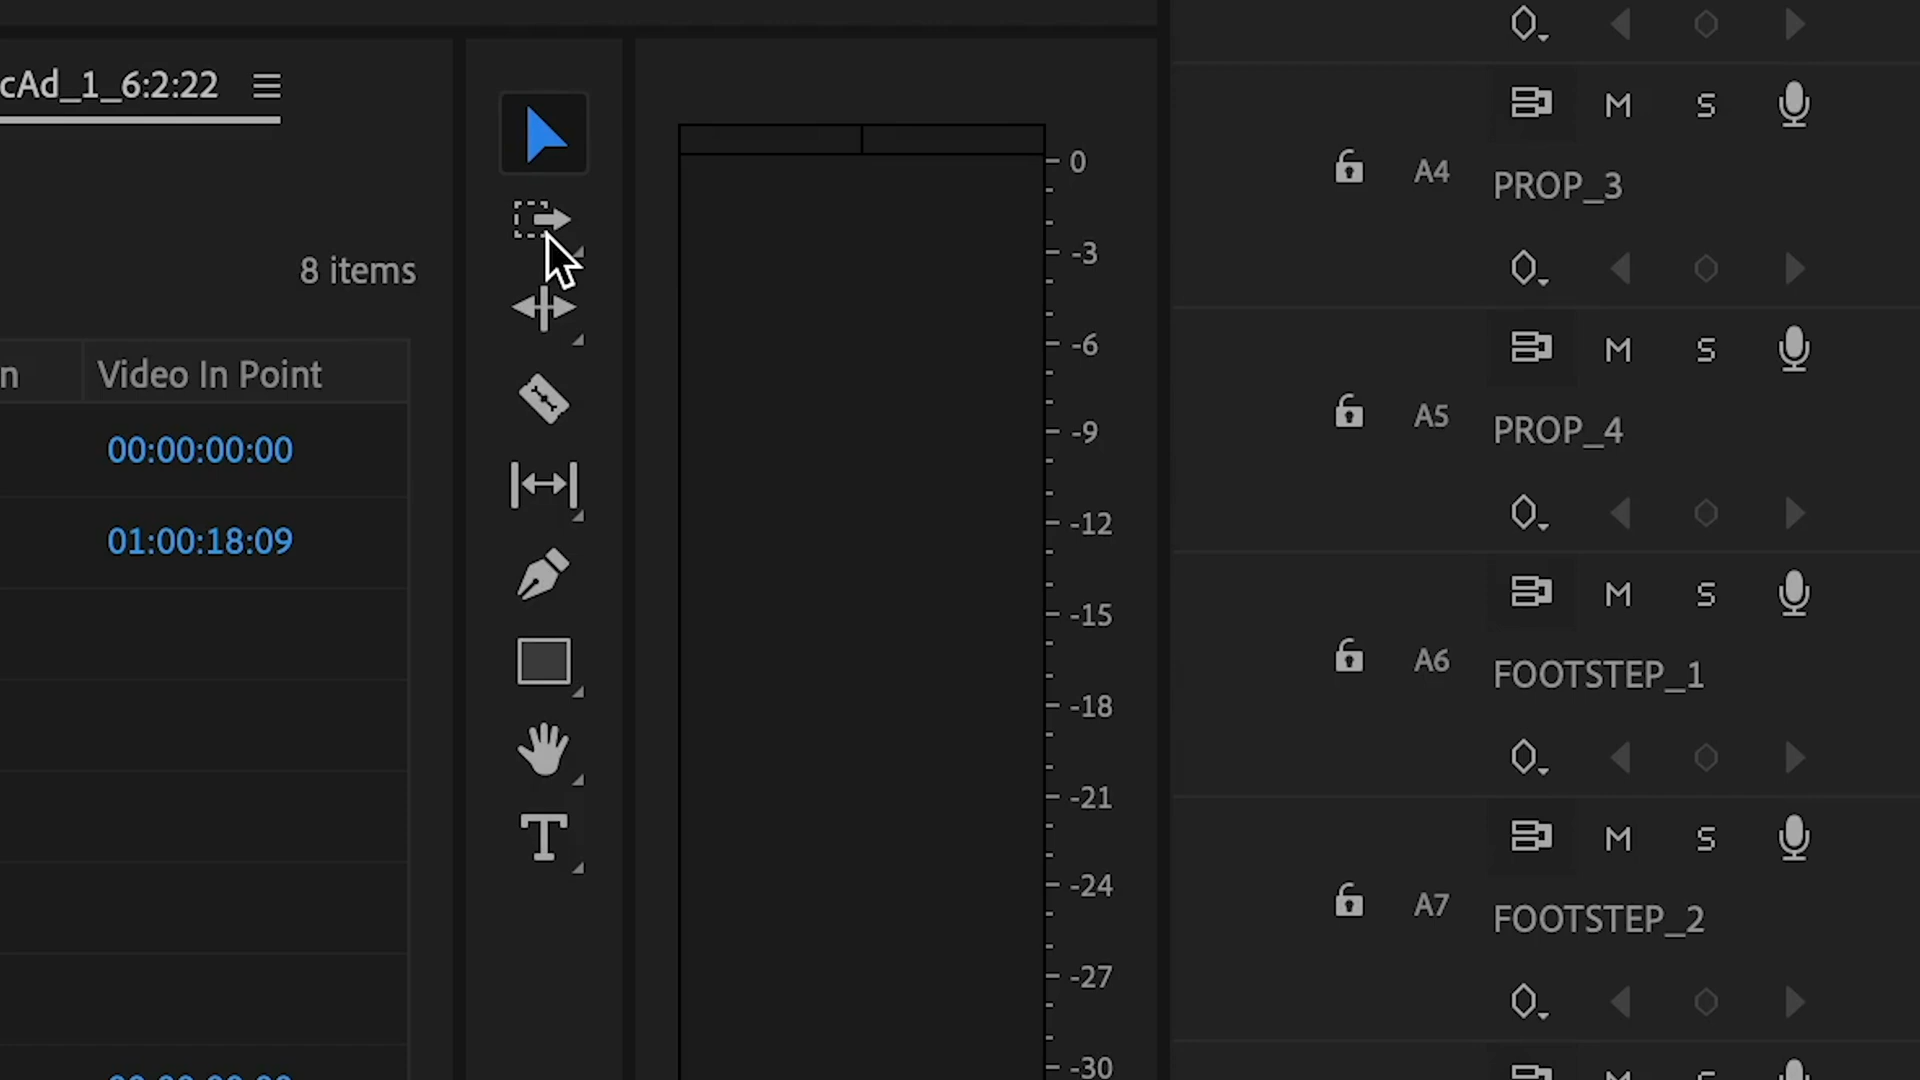 cAd_1_6:2:22
8 items
n
Video In Point
00:00:00:00
01:00:18:09
T
0
-3
-6
-9
-12
-15
-18
-21
-24
-27
-30
M S
A4 PROP_3
M S
A5 PROP_4
M S
A6 FOOTSTEP_1
M S
A7 FOOTSTEP_2